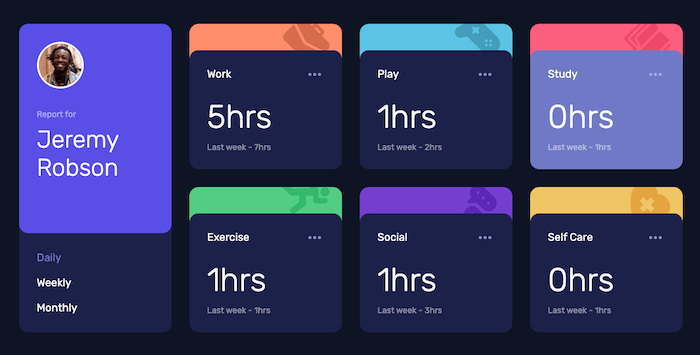 Report for
Jeremy
Robson
Daily
Weekly
Monthly
Work
5hrs
Last week - 7hrs
Play
1hrs
Last week - 2hrs
Study
0hrs
Last week - 1hrs
Exercise
1hrs
Last week - 1hrs
Social
1hrs
Last week - 3hrs
Self Care
0hrs
Last week - 1hrs